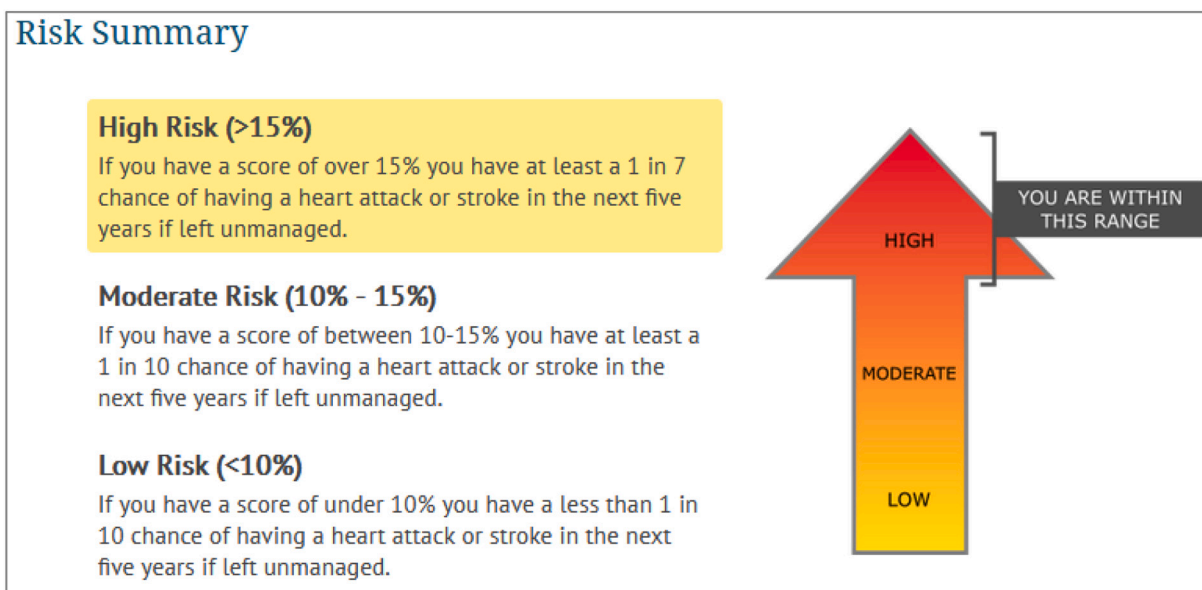 Risk Summary
High Risk (>15%)
If you have a score of over 15% you have at least a 1 in 7
chance of having a heart attack or stroke in the next five
years if left unmanaged.
Moderate Risk (10% - 15%)
If you have a score of between 10-15% you have at least a
1 in 10 chance of having a heart attack or stroke in the
next five years if left unmanaged.
Low Risk (<10%)
If you have a score of under 10% you have a less than 1 in
10 chance of having a heart attack or stroke in the next
five years if left unmanaged.
HIGH
YOU ARE WITHIN
THIS RANGE
MODERATE
LOW